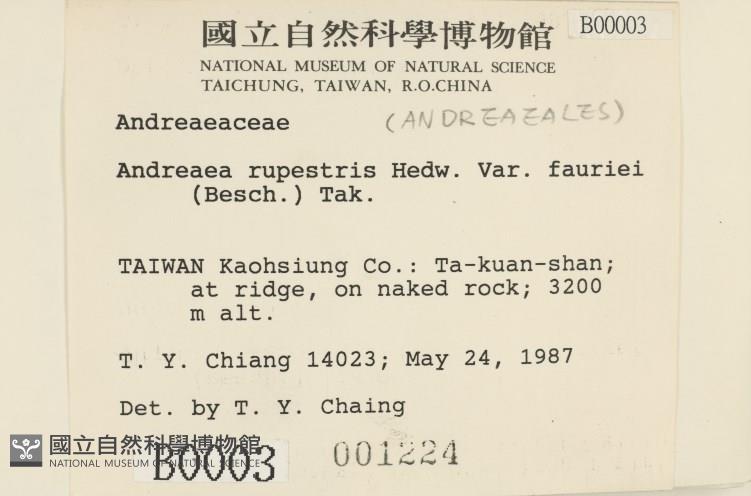 國立自然科學博物館
B00003
NATIONAL MUSEUM OF NATURAL SCIENCE
TAICHUNG, TAIWAN, R.O.CHINA
Andreaeaceae
(ANDREAEALES)
Andreaea rupestris Hedw. Var. fauriei
(Besch.) Tak.
TAIWAN Kaohsiung Co.: Ta-kuan-shan;
at ridge, on naked rock; 3200
m alt.
T. Y. Chiang 14023; May 24, 1987
Det. by T. Y. Chaing
國立自然科學博物館
NATIONAL MUSEUM OF NATURAL SCIENCE
B0003
001224